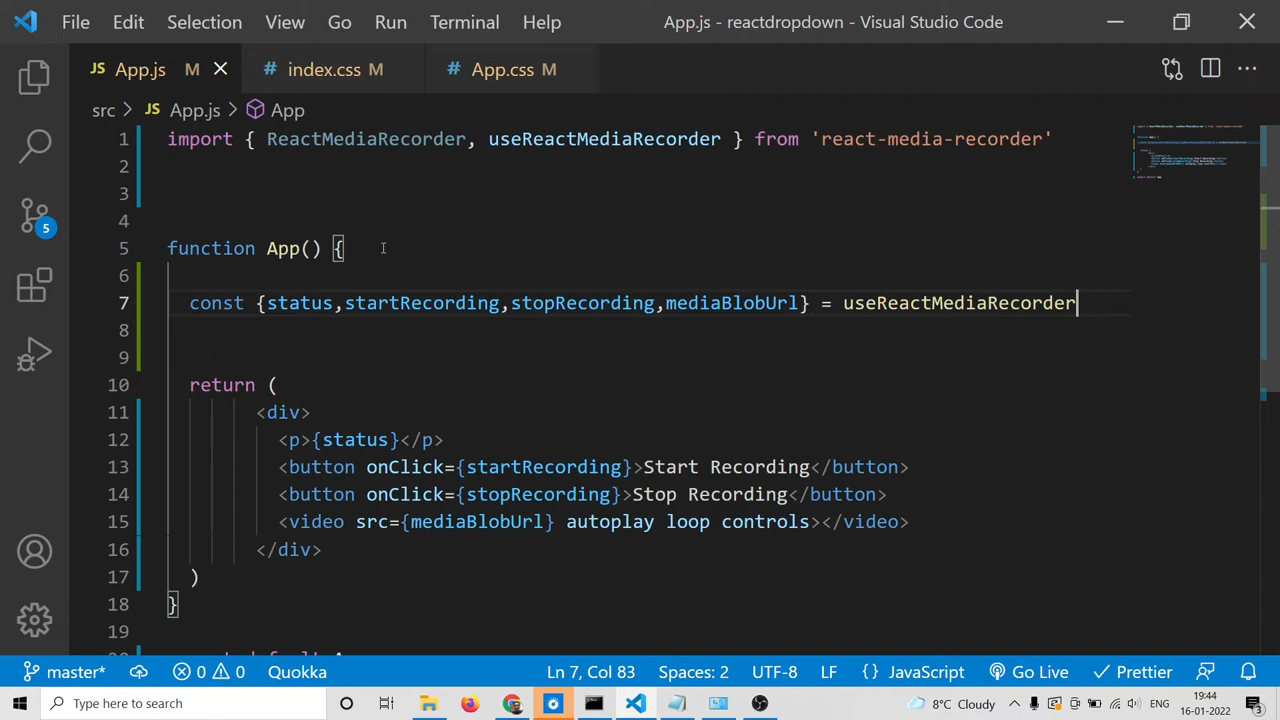 File Edit Selection View Go Run Terminal Help App.js - reactdropdown - Visual Studio Code
JS App.js M # index.css M # App.css M
src JS App.js App
1 import { ReactMediaRecorder, useReactMediaRecorder } from 'react-media-recorder'
2
3
4
5 function App() {
6
7 const {status,startRecording,stopRecording,mediaBlobUrl} = useReactMediaRecorder
8
9
10 return (
11 <div>
12 <p>{status}</p>
13 <button onClick={startRecording}>Start Recording</button>
14 <button onClick={stopRecording}>Stop Recording</button>
15 <video src={mediaBlobUrl} autoplay loop controls></video>
16 </div>
17 )
18 }
19
5
master* 0 0 Quokka Ln 7, Col 83 Spaces: 2 UTF-8 LF {} JavaScript Go Live Prettier
Type here to search 8°C Cloudy ENG 19:44
16-01-2022 3